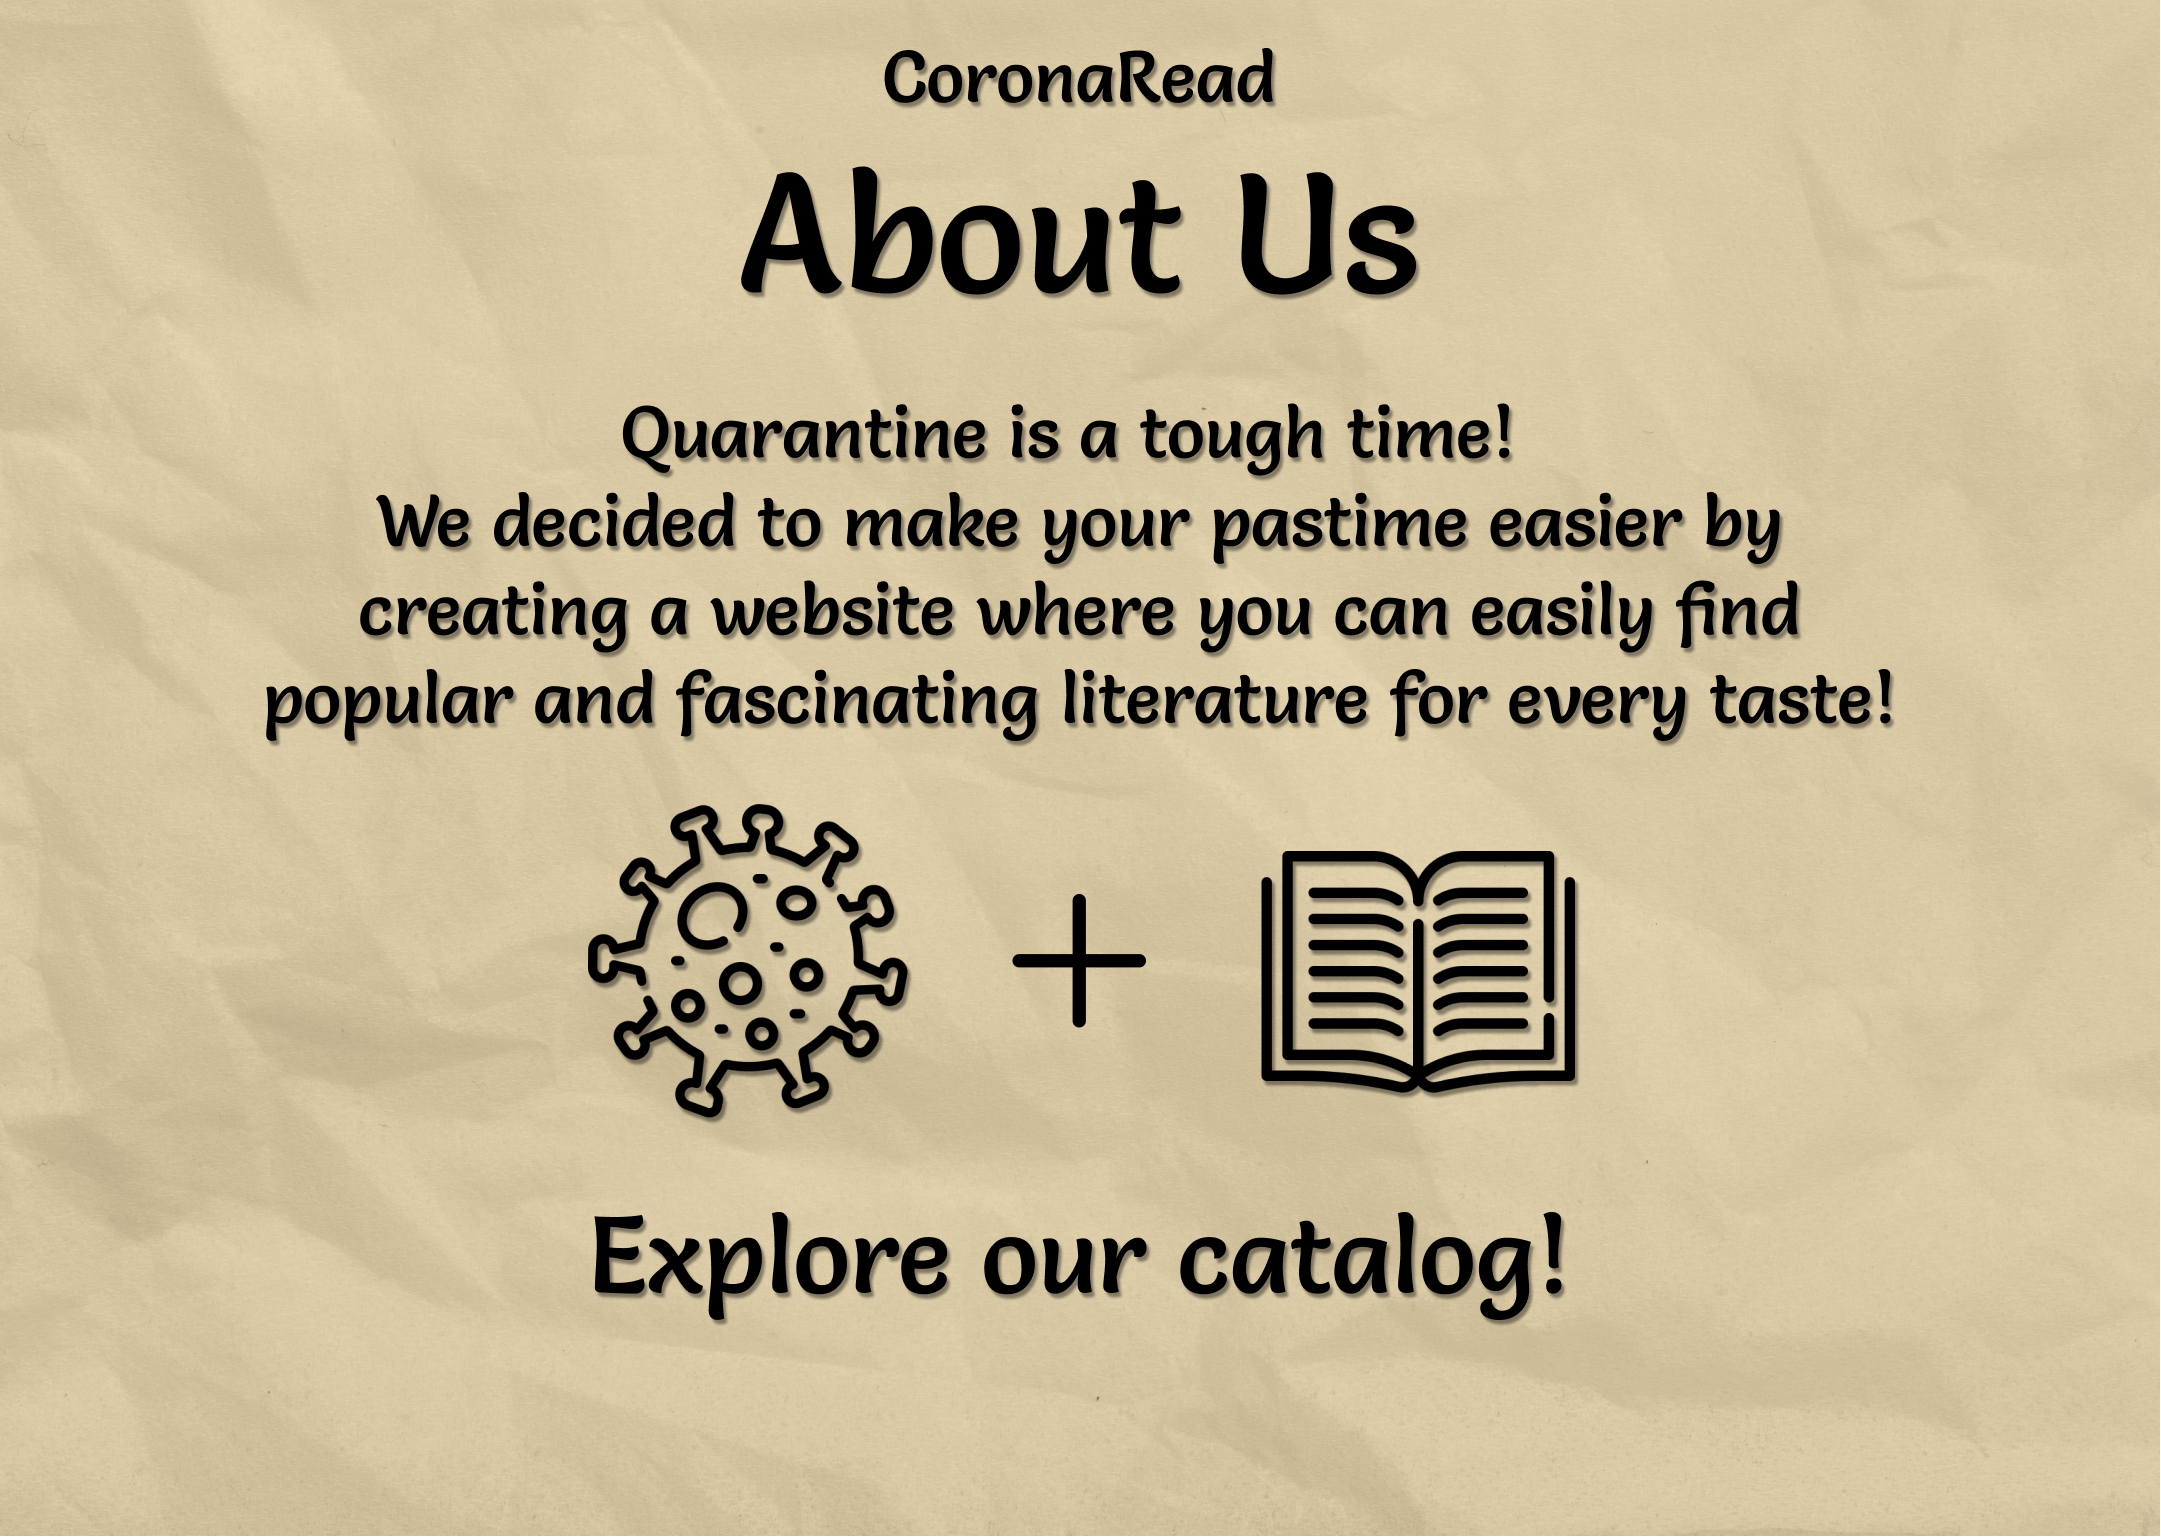 CoronaRead
About Us
Quarantine is a tough time!
We decided to make your pastime easier by
creating a website where you can easily find
popular and fascinating literature for every taste!
Explore our catalog!